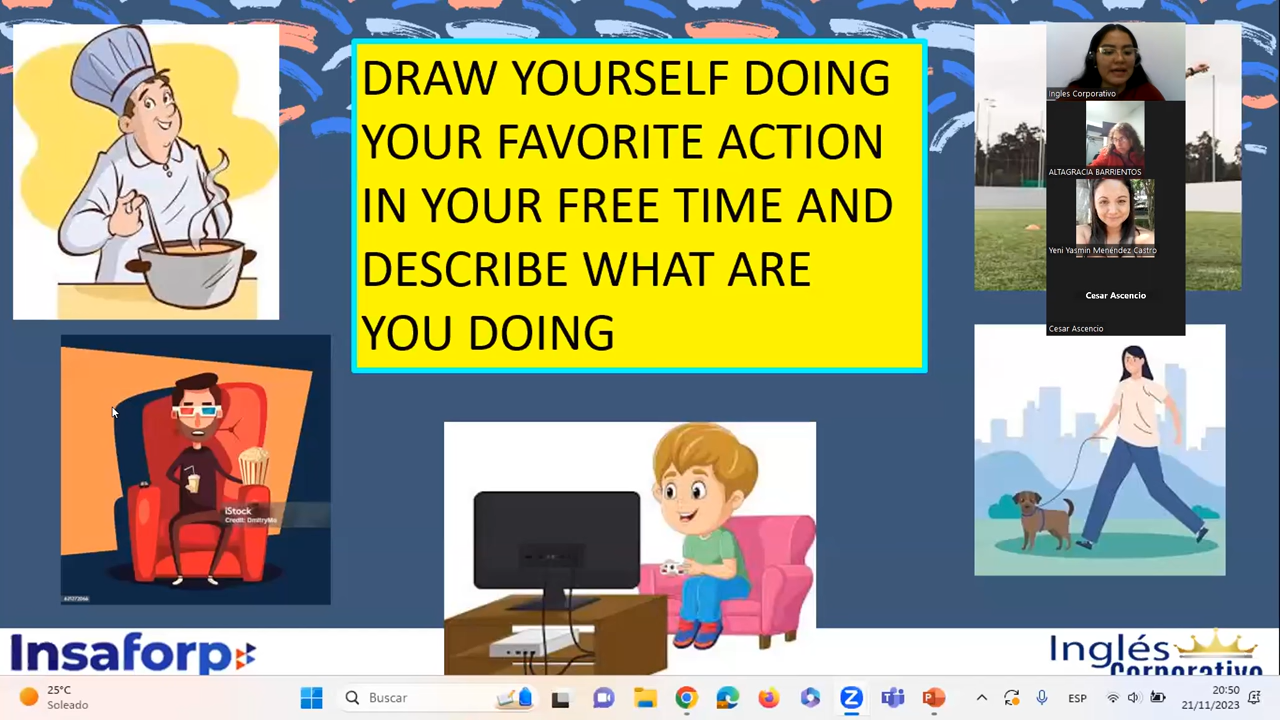 DRAW YOURSELF DOING
YOUR FAVORITE ACTION
IN YOUR FREE TIME AND
DESCRIBE WHAT ARE
YOU DOING
Ingles Corporativo
ALTAGRACIA BARRIENTOS
Yeni Yasmin Menéndez Castro
Cesar Ascencio
Cesar Ascencio
iStock
Credit: DmitryMo
Insaforp
Inglés
Corporativo
25°C
Soleado
Buscar
ESP
20:50
21/11/2023